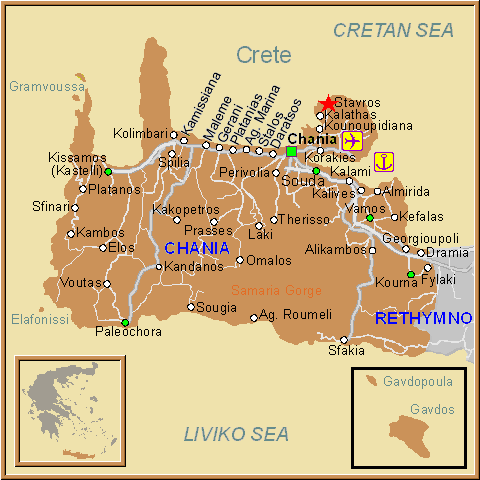 CRETAN SEA
Crete
Gramvoussa
Stavros
Kalathas
Kounoupidiana
Kolimbari
Kamissiana
Maleme
Gerani
Platanias
Ag. Marina
Stalos
Daratsos
Chania
Korakies
Kissamos
(Kastelli)
Spilia
Perivolia
Souda
Kalami
Platanos
Kalives
Almirida
Sfinari
Kakopetro
Prasses
Therisso
Vamos
Kefalas
Kambos
Elos
CHANIA
Laki
Alikambos
Georgioupoli
Dramia
Kandanos
Omalos
Fylaki
Voutas
Kourna
Samaria Gorge
Elafonissi
Sougia
Ag. Roumeli
RETHYMNO
Paleochora
Sfakia
Gavdopoula
Gavdos
LIVIKO SEA